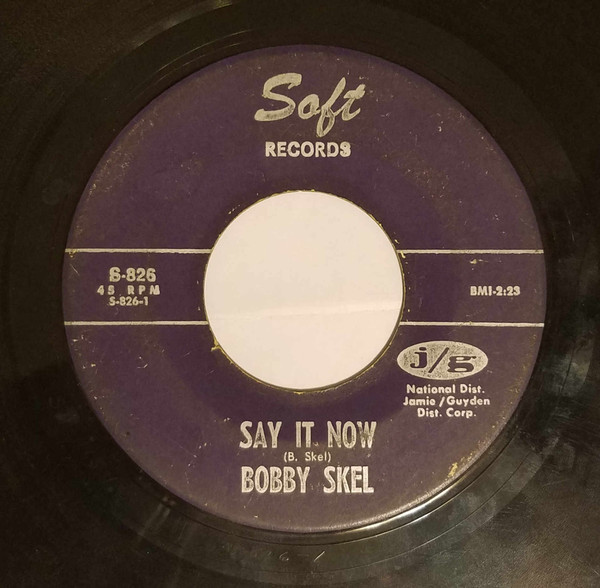 Soft
RECORDS
S-826
45 RPM
S-826-1
BMI-2:23
j/g
National Dist.
Jamie/Guyden
Dist. Corp.
SAY IT NOW
(B. Skel)
BOBBY SKEL